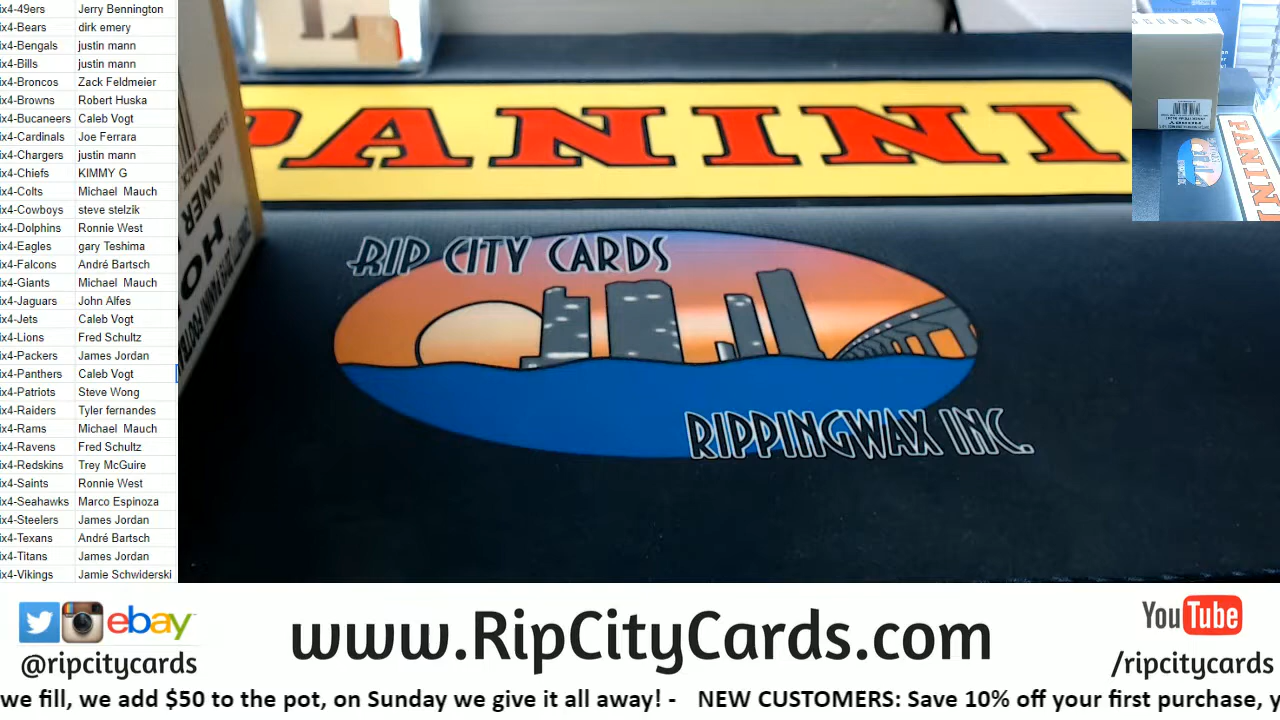 ix4-49ers Jerry Bennington
ix4-Bears dirk emery
ix4-Bengals justin mann
ix4-Bills justin mann
ix4-Broncos Zack Feldmeier
ix4-Browns Robert Huska
ix4-Bucaneers Caleb Vogt
ix4-Cardinals Joe Ferrara
ix4-Chargers justin mann
ix4-Chiefs KIMMY G
ix4-Colts Michael Mauch
ix4-Cowboys steve stelzik
ix4-Dolphins Ronnie West
ix4-Eagles gary Teshima
ix4-Falcons André Bartsch
ix4-Giants Michael Mauch
ix4-Jaguars John Alfes
ix4-Jets Caleb Vogt
ix4-Lions Fred Schultz
ix4-Packers James Jordan
ix4-Panthers Caleb Vogt
ix4-Patriots Steve Wong
ix4-Raiders Tyler fernandes
ix4-Rams Michael Mauch
ix4-Ravens Fred Schultz
ix4-Redskins Trey McGuire
ix4-Saints Ronnie West
ix4-Seahawks Marco Espinoza
ix4-Steelers James Jordan
ix4-Texans André Bartsch
ix4-Titans James Jordan
ix4-Vikings Jamie Schwiderski
PANINI
RIP CITY CARDS
RIPPINGWAX INC.
INNER
HO
PANINI
ebay
@ripcitycards
www.RipCityCards.com
YouTube
/ripcitycards
we fill, we add $50 to the pot, on Sunday we give it all away! - NEW CUSTOMERS: Save 10% off your first purchase, y